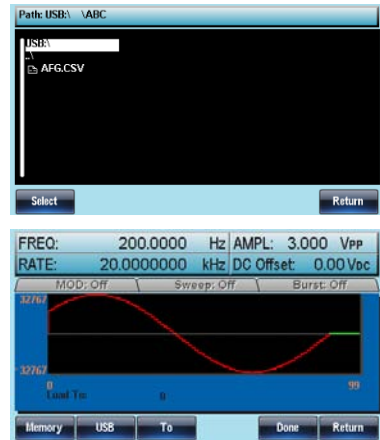 Path: USB:\ \ABC
USB:\
..\
AFG.CSV
Select Return
FREQ: 200.0000 Hz AMPL: 3.000 VPP
RATE: 20.0000000 kHz DC Offset: 0.00 VDC
MOD: Off Sweep: Off Burst: Off
32767
-32767
0 99
Load To: 0
Memory USB To Done Return